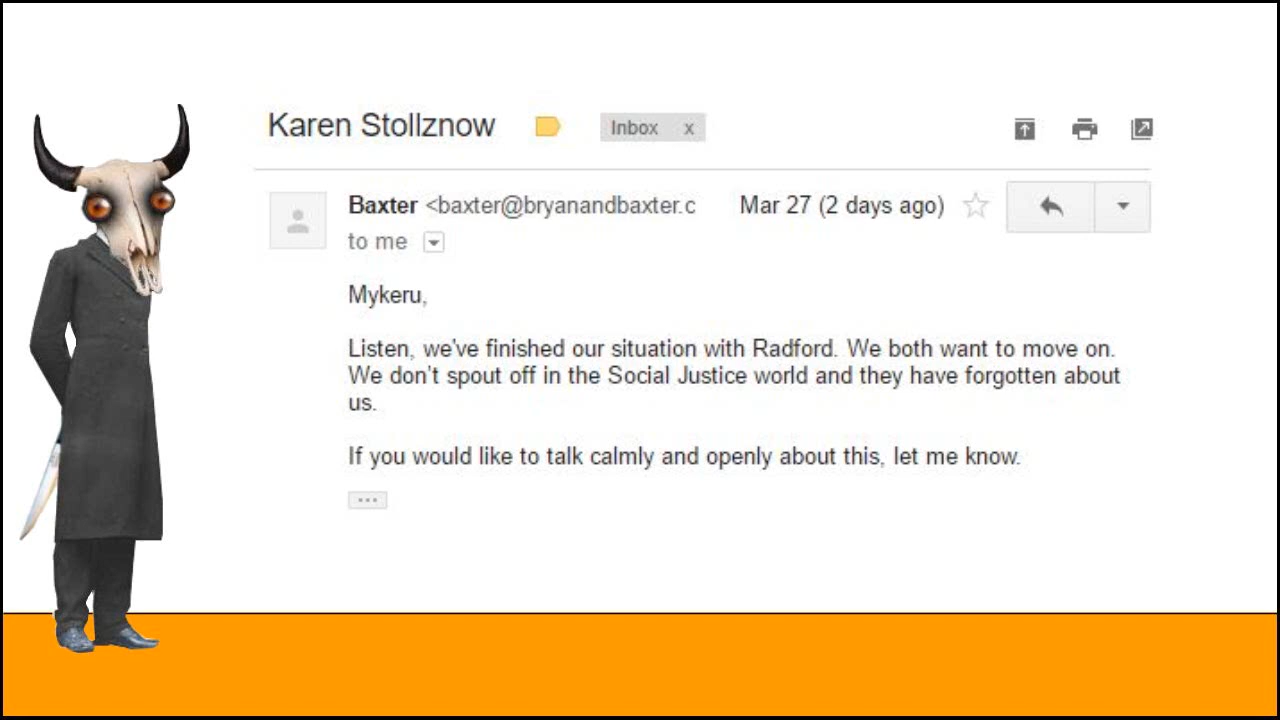 Karen Stollznow
Inbox x
Baxter <baxter@bryanandbaxter.c Mar 27 (2 days ago)
to me
Mykeru,
Listen, we've finished our situation with Radford. We both want to move on.
We don't spout off in the Social Justice world and they have forgotten about
us.
If you would like to talk calmly and openly about this, let me know.